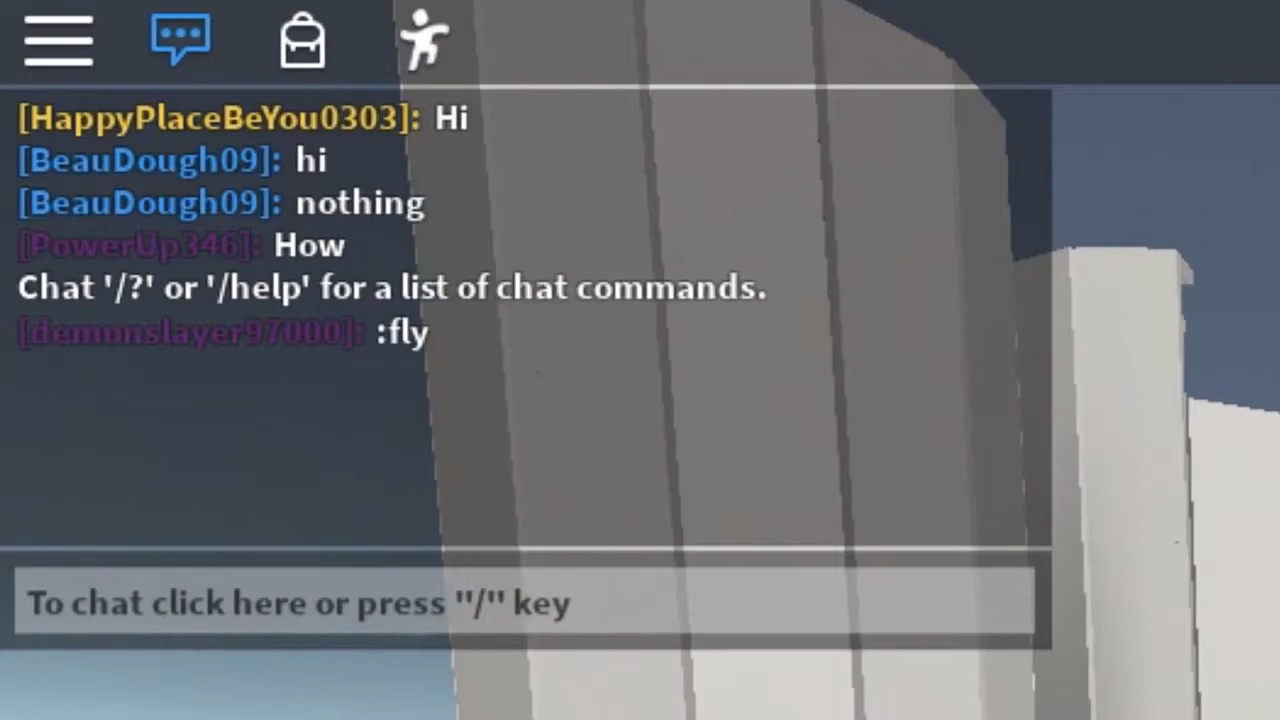 [HappyPlaceBeYou0303]: Hi
[BeauDough09]: hi
[BeauDough09]: nothing
[PowerUp346]: How
Chat '/?' or '/help' for a list of chat commands.
[demonslayer97000]: :fly
To chat click here or press "/" key